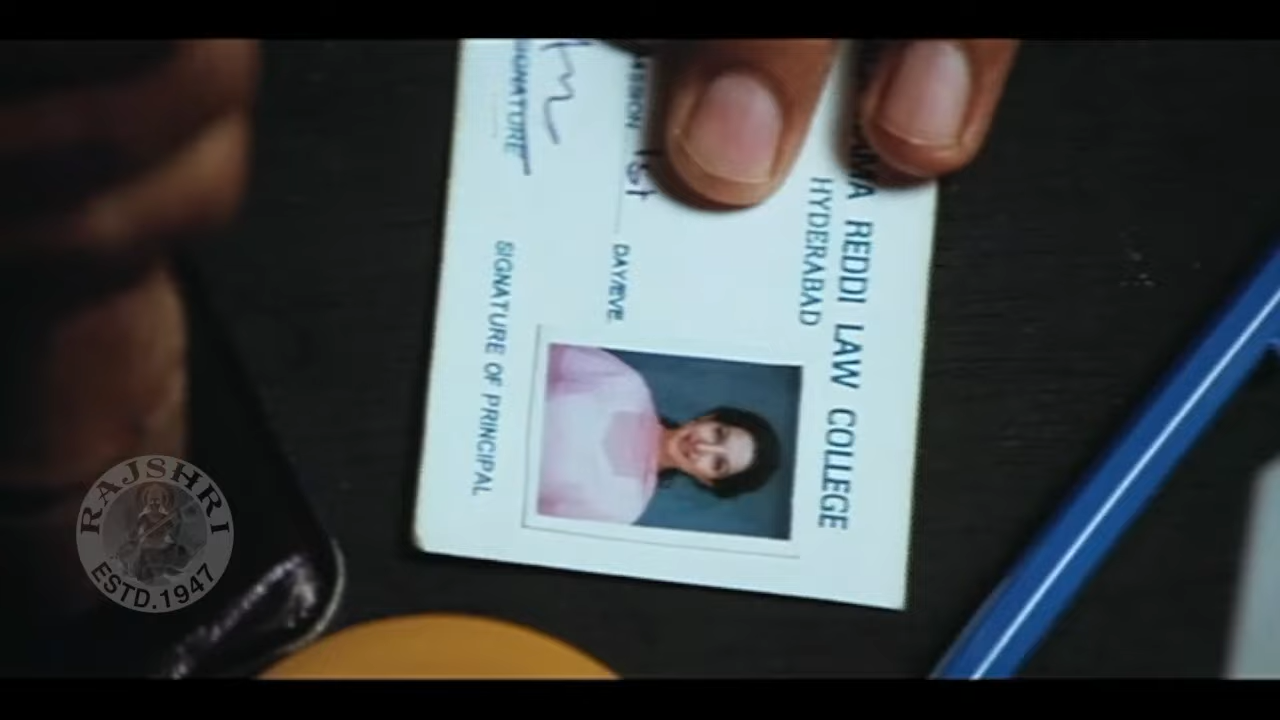 REDDI LAW COLLEGE
HYDERABAD
1st DAY/EVE.
SIGNATURE SIGNATURE OF PRINCIPAL
RAJSHRI
ESTD.1947